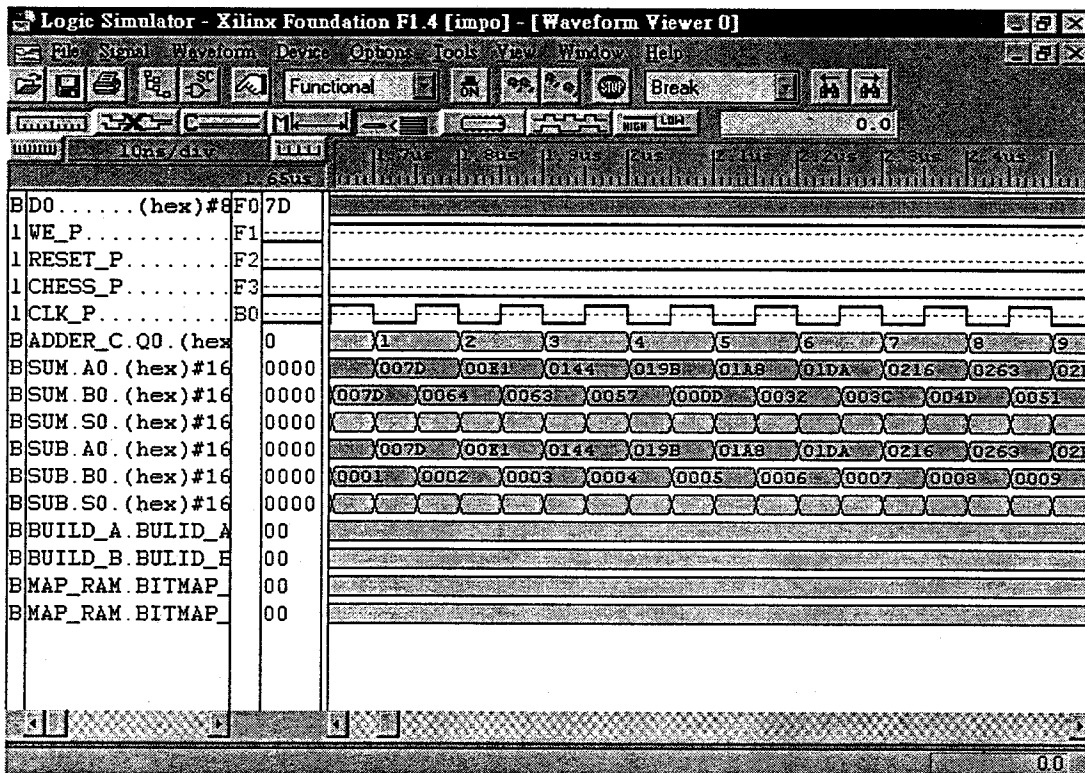 Logic Simulator - Xilinx Foundation F1.4 [impo] - [Waveform Viewer 0]
File Signal Waveform Device Options Tools View Window Help
SC Functional ON STOP Break
C M HIGH LOW 0.0
10ns/div 1.7us 1.8us 1.9us 2us 2.1us 2.2us 2.3us 2.4us
1.65us
B D0......(hex)#8 F0 7D
1 WE_P........... F1
1 RESET_P........ F2
1 CHESS_P........ F3
1 CLK_P.......... B0
B ADDER_C.Q0.(hex 0 1 2 3 4 5 6 7 8 9
B SUM.A0.(hex)#16 0000 007D 00E1 0144 019B 01A8 01DA 0216 0263 02
B SUM.B0.(hex)#16 0000 007D 0064 0063 0057 000D 0032 003C 004D 0051
B SUM.S0.(hex)#16 0000
B SUB.A0.(hex)#16 0000 007D 00E1 0144 019B 01A8 01DA 0216 0263 02
B SUB.B0.(hex)#16 0000 0001 0002 0003 0004 0005 0006 0007 0008 0009
B SUB.S0.(hex)#16 0000
B BUILD_A.BULID_A 00
B BUILD_B.BULID_B 00
B MAP_RAM.BITMAP_ 00
B MAP_RAM.BITMAP_ 00
0.0